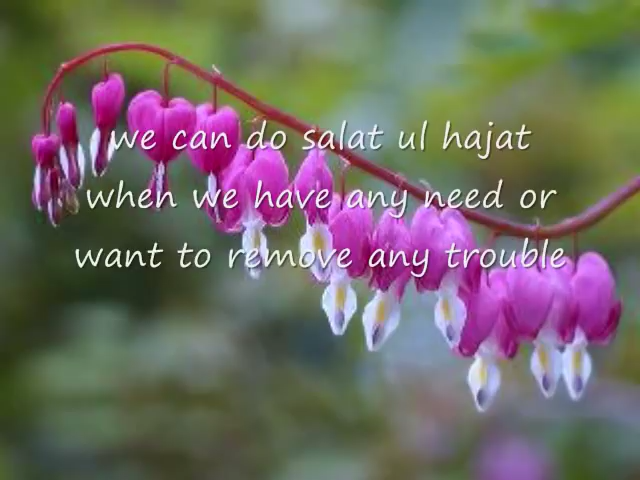 we can do salat ul hajat
when we have any need or
want to remove any trouble